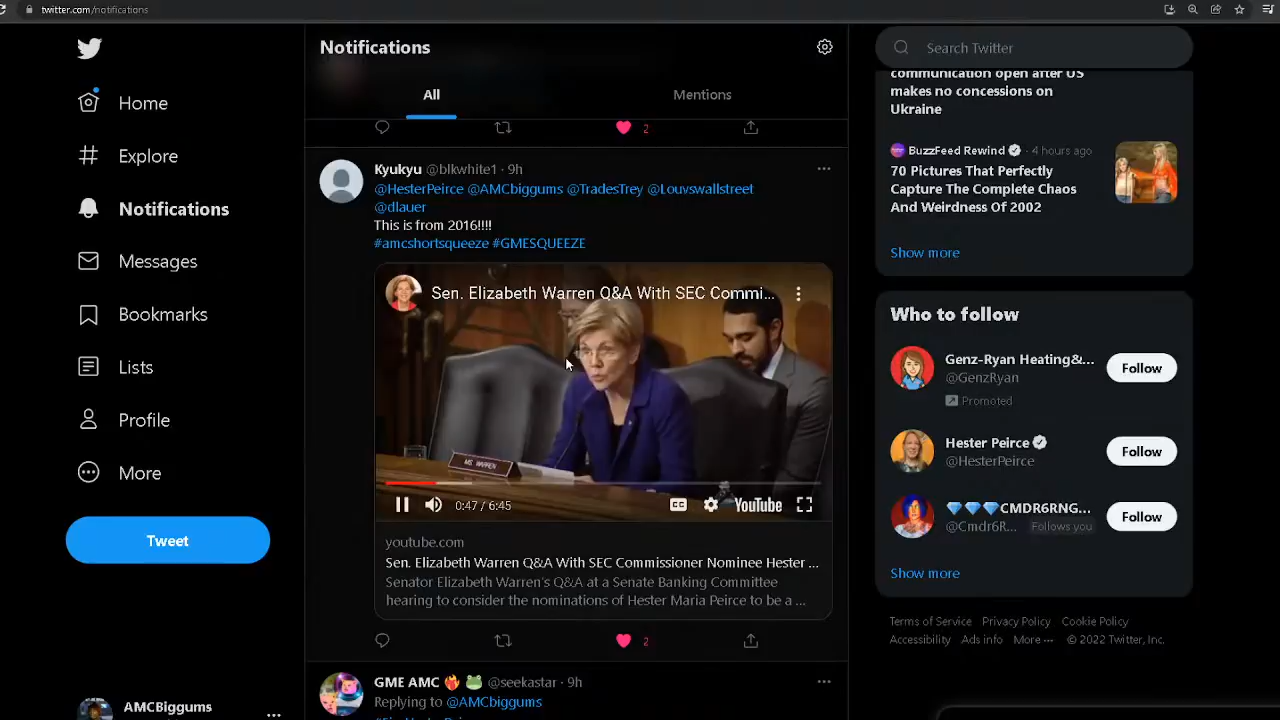 twitter.com/notifications
Home
Explore
Notifications
Messages
Bookmarks
Lists
Profile
More
Tweet
AMCBiggums
Notifications
All
Mentions
2
Kyukyu @blkwhite1 · 9h
@HesterPeirce @AMCbiggums @TradesTrey @Louvswallstreet
@dlauer
This is from 2016!!!!
#amcshortsqueeze #GMESQUEEZE
Sen. Elizabeth Warren Q&A With SEC Commi...
MS. WARREN
0:47 / 6:45
CC
YouTube
youtube.com
Sen. Elizabeth Warren Q&A With SEC Commissioner Nominee Hester ...
Senator Elizabeth Warren's Q&A at a Senate Banking Committee
hearing to consider the nominations of Hester Maria Peirce to be a ...
2
GME AMC @seekastar · 9h
Replying to @AMCbiggums
Search Twitter
communication open after US
makes no concessions on
Ukraine
BuzzFeed Rewind · 4 hours ago
70 Pictures That Perfectly
Capture The Complete Chaos
And Weirdness Of 2002
Show more
Who to follow
Genz-Ryan Heating&...
@GenzRyan
Promoted
Follow
Hester Peirce
@HesterPeirce
Follow
CMDR6RNG...
@Cmdr6R... Follows you
Follow
Show more
Terms of Service Privacy Policy Cookie Policy
Accessibility Ads info More ··· © 2022 Twitter, Inc.